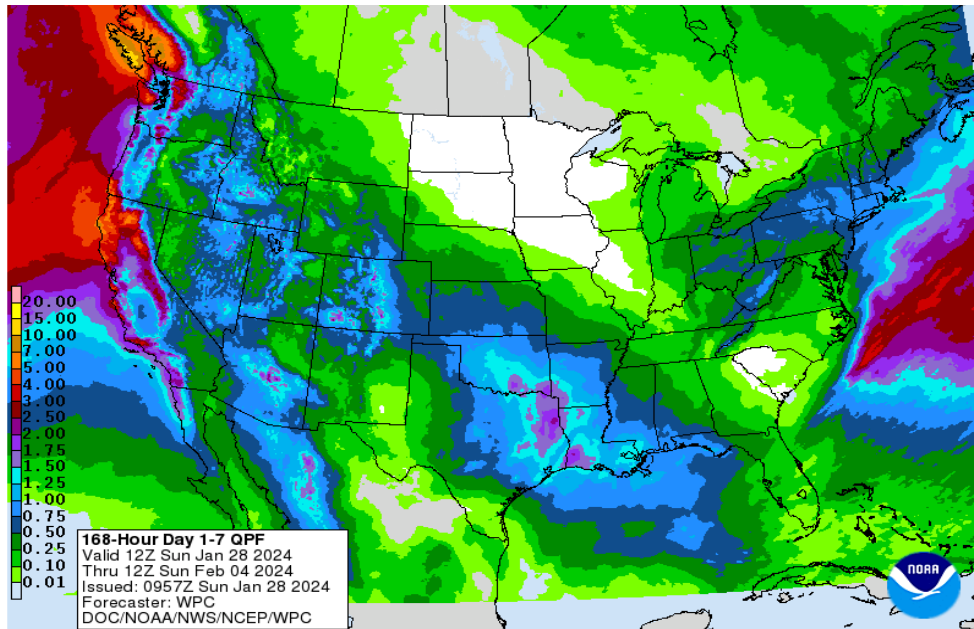 20.00
15.00
10.00
7.00
5.00
4.00
3.00
2.50
2.00
1.75
1.50
1.25
1.00
0.75
0.50
0.25
0.10
0.01
168-Hour Day 1-7 QPF
Valid 12Z Sun Jan 28 2024
Thru 12Z Sun Feb 04 2024
Issued: 0957Z Sun Jan 28 2024
Forecaster: WPC
DOC/NOAA/NWS/NCEP/WPC
NOAA